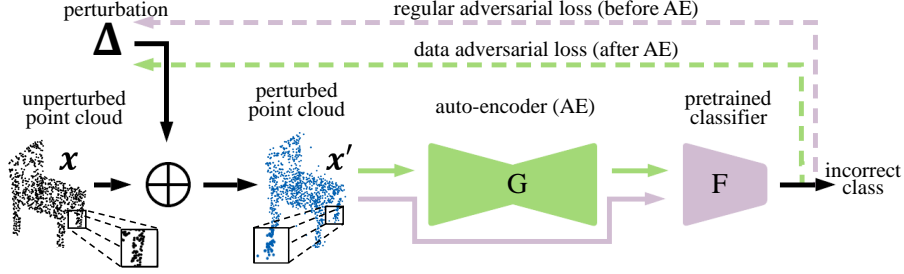 perturbation
Δ
regular adversarial loss (before AE)
data adversarial loss (after AE)
unperturbed
point cloud
x
perturbed
point cloud
x′
auto-encoder (AE)
G
pretrained
classifier
F
incorrect
class